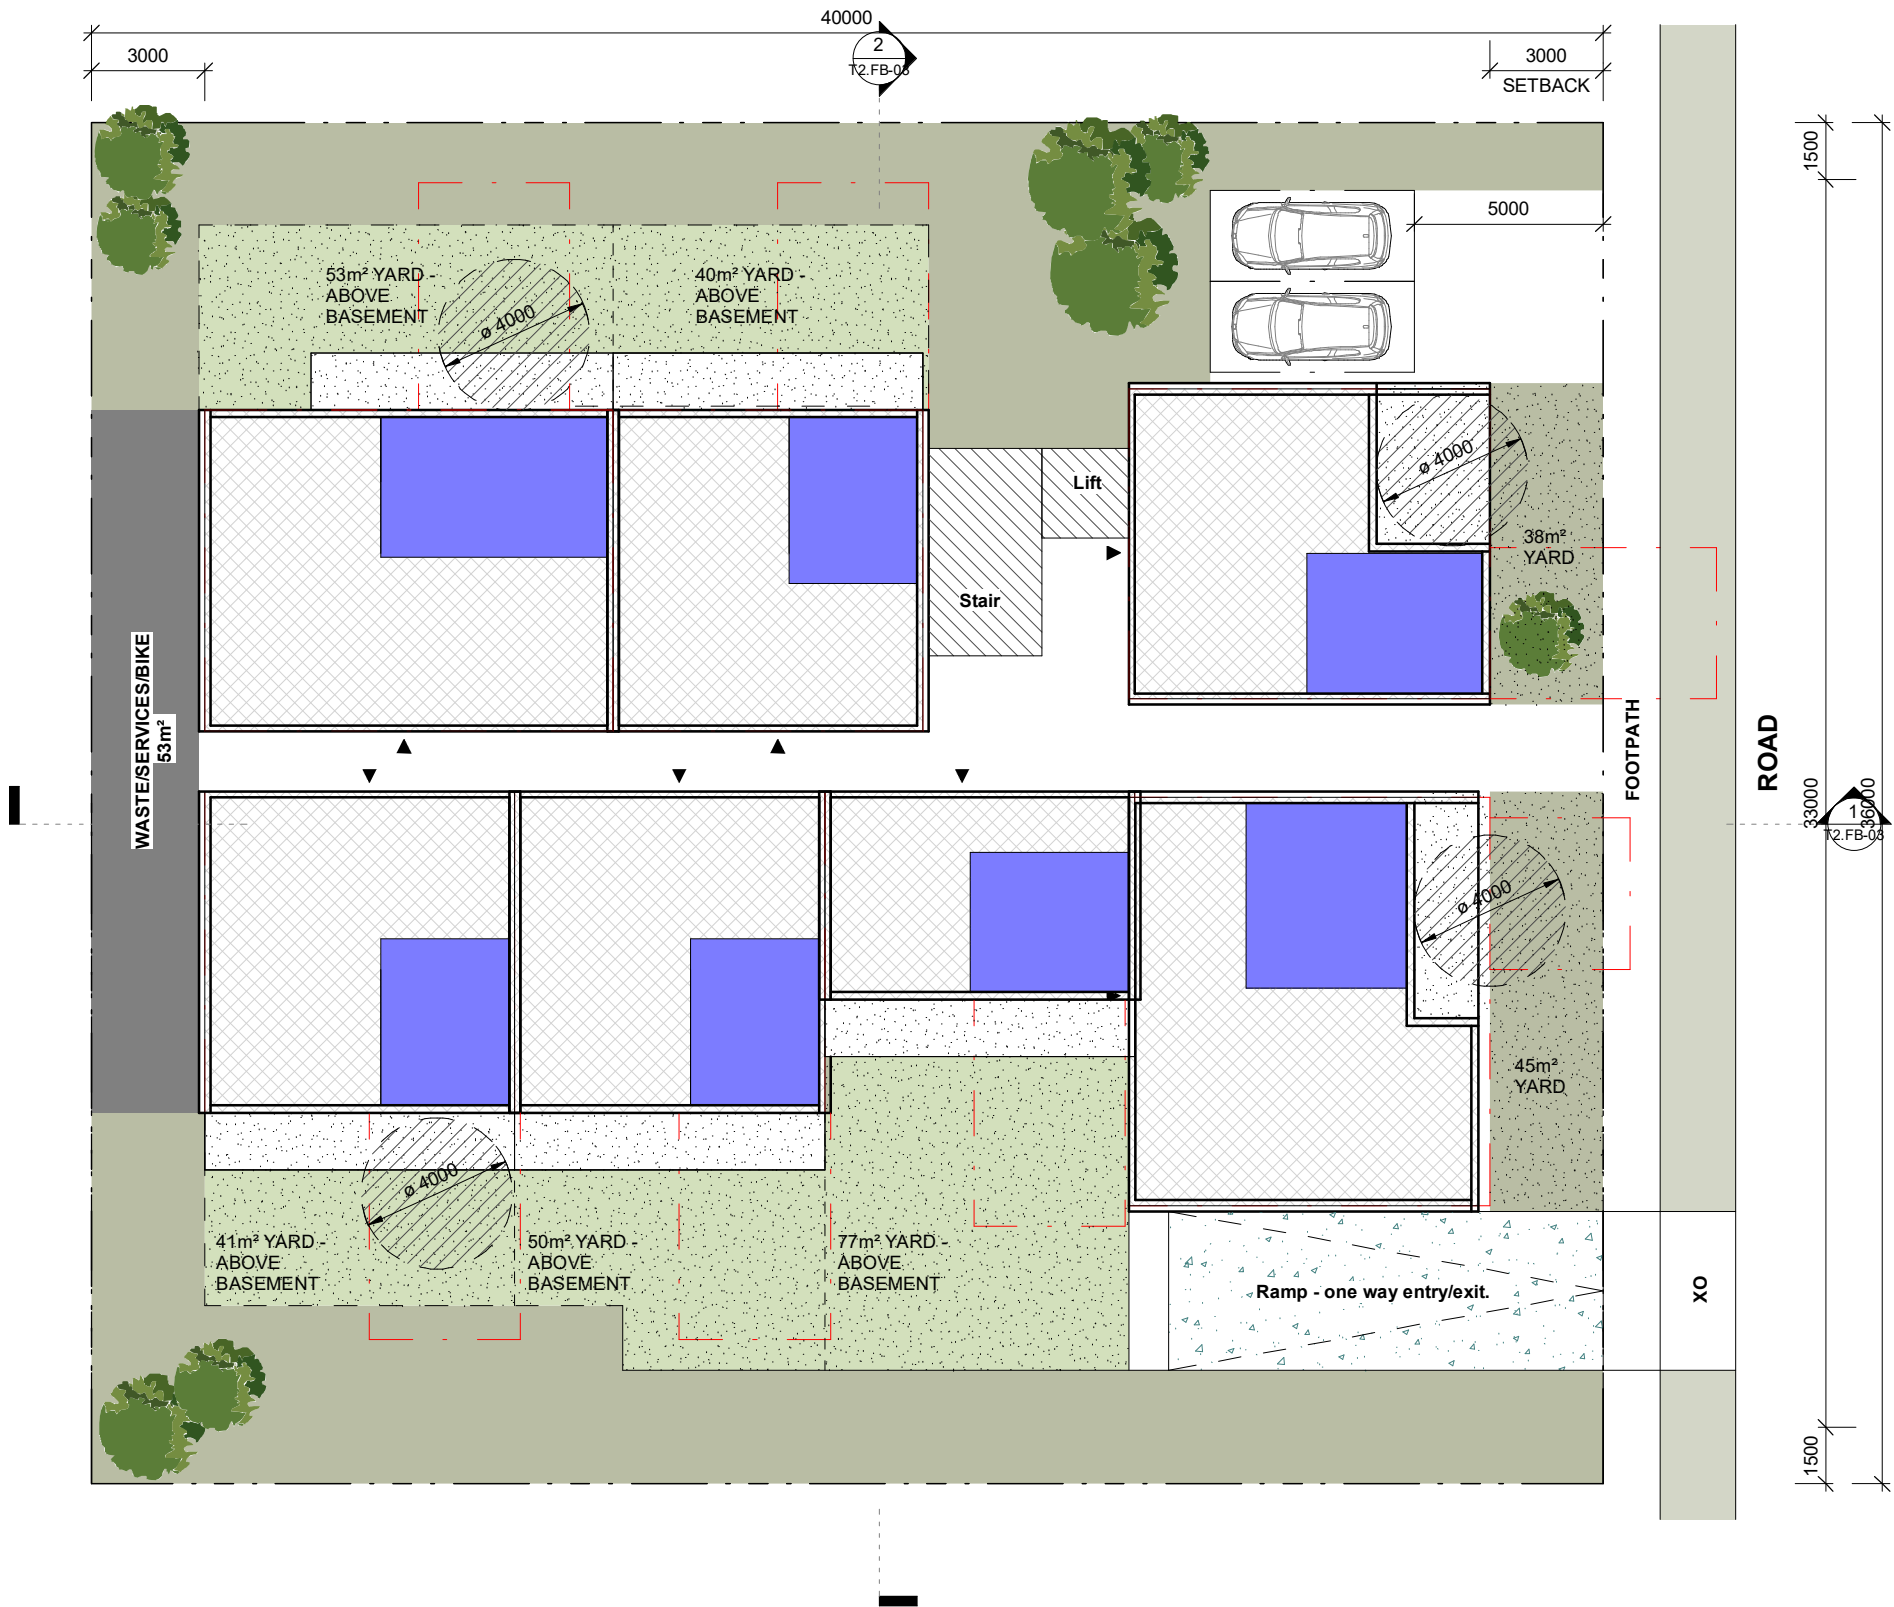 40000
3000
2
T2.FB-03
3000
SETBACK
1500
5000
53m² YARD -
ABOVE
BASEMENT
40m² YARD -
ABOVE
BASEMENT
ø 4000
ø 4000
Lift
38m²
YARD
Stair
WASTE/SERVICES/BIKE
53m²
FOOTPATH
ROAD
33000
36000
1
T2.FB-03
ø 4000
45m²
YARD
ø 4000
41m² YARD -
ABOVE
BASEMENT
50m² YARD -
ABOVE
BASEMENT
77m² YARD -
ABOVE
BASEMENT
Ramp - one way entry/exit.
XO
1500